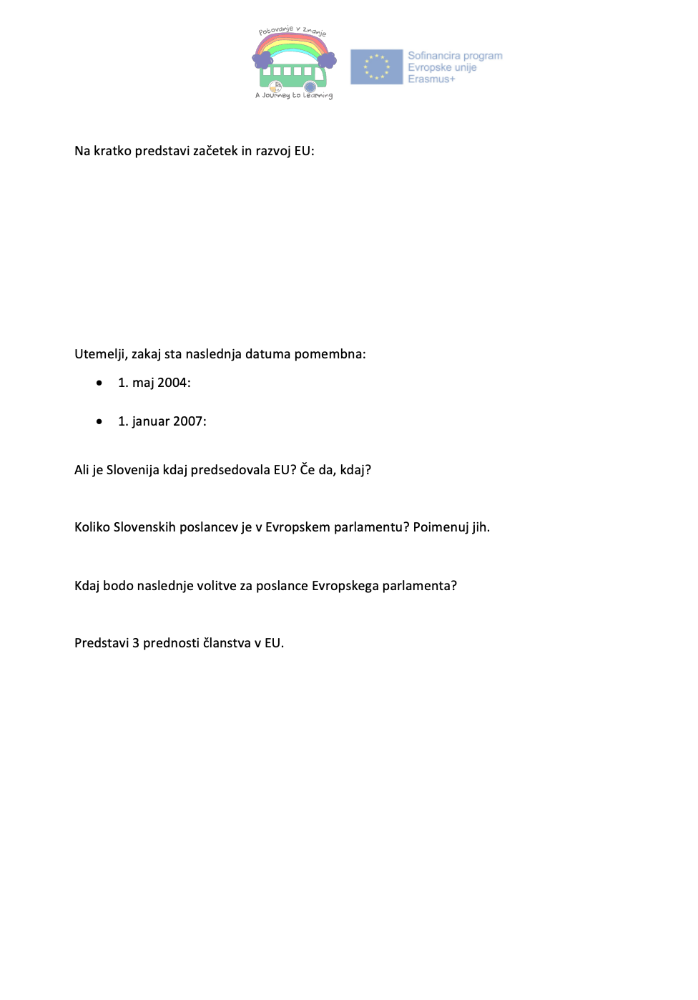 Potovanje v znanje
A Journey to Learning
Sofinancira program
Evropske unije
Erasmus+
Na kratko predstavi začetek in razvoj EU:
Utemelji, zakaj sta naslednja datuma pomembna:
• 1. maj 2004:
• 1. januar 2007:
Ali je Slovenija kdaj predsedovala EU? Če da, kdaj?
Koliko Slovenskih poslancev je v Evropskem parlamentu? Poimenuj jih.
Kdaj bodo naslednje volitve za poslance Evropskega parlamenta?
Predstavi 3 prednosti članstva v EU.